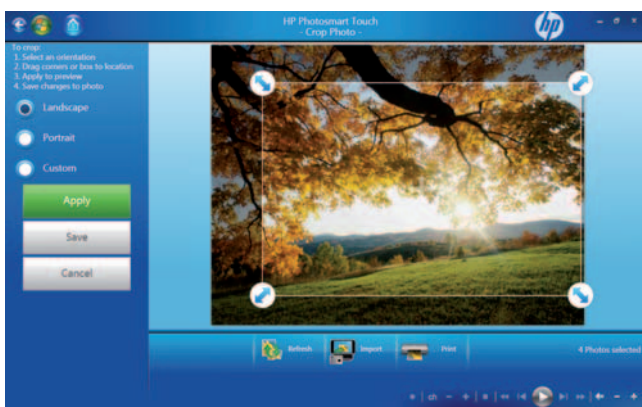 HP Photosmart Touch
- Crop Photo -
hp
To crop:
1. Select an orientation
2. Drag corners or box to location
3. Apply to preview
4. Save changes to photo
Landscape
Portrait
Custom
Apply
Save
Cancel
Refresh
Import
Print
4 Photos selected
ch